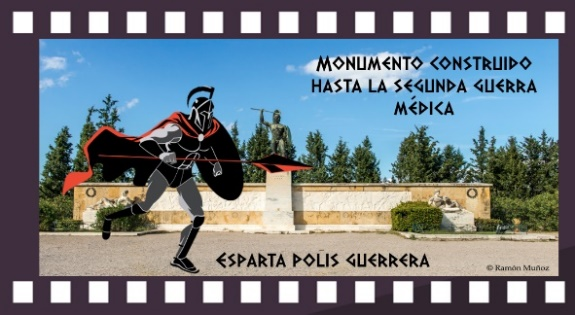 MONUMENTO CONSTRUIDO
HASTA LA SEGUNDA GUERRA
MÉDICA
ESPARTA POLIS GUERRERA
© Ramón Muñoz